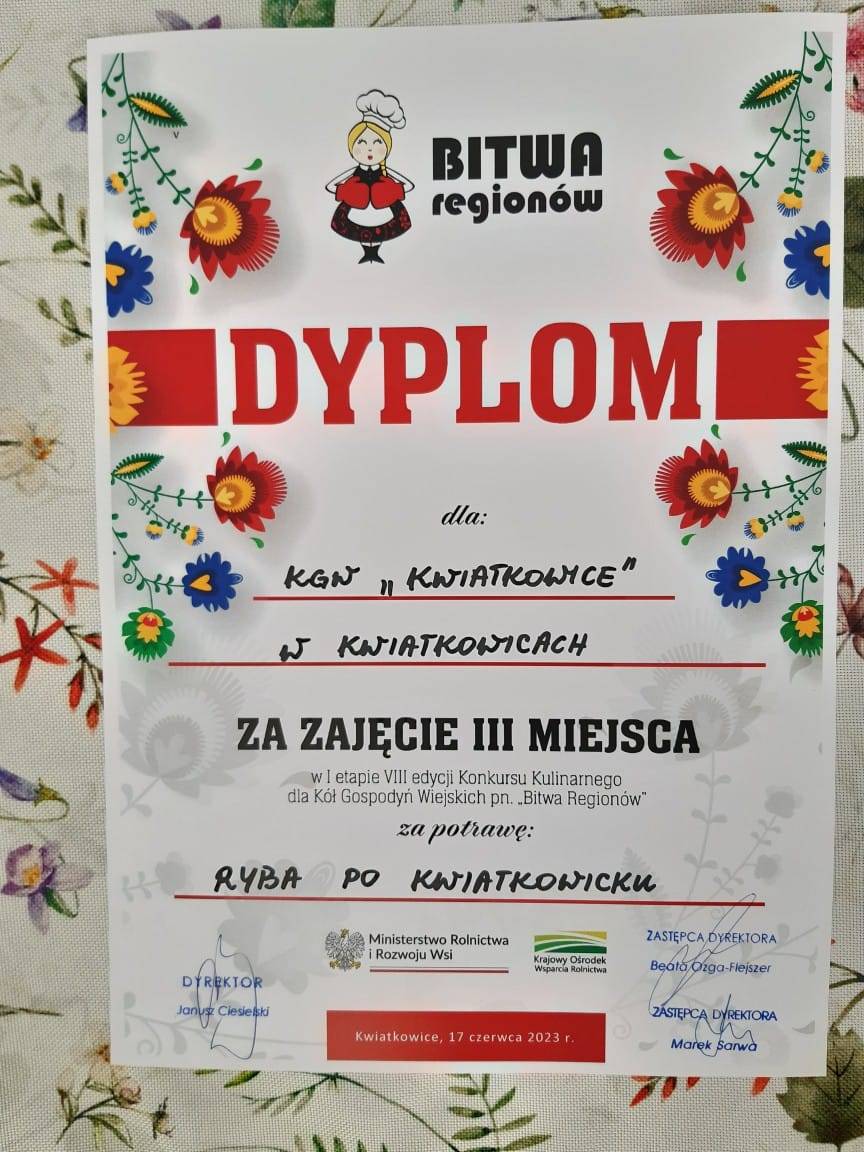 BITWA
regionów
DYPLOM
dla:
KGW „KWIATKOWICE”
W KWIATKOWICACH
ZA ZAJĘCIE III MIEJSCA
w I etapie VIII edycji Konkursu Kulinarnego
dla Kół Gospodyń Wiejskich pn. „Bitwa Regionów”
za potrawę:
RYBA PO KWIATKOWICKU
Ministerstwo Rolnictwa
i Rozwoju Wsi
Krajowy Ośrodek
Wsparcia Rolnictwa
DYREKTOR
Janusz Ciesielski
ZASTĘPCA DYREKTORA
Beata Ozga-Flejszer
ZASTĘPCA DYREKTORA
Marek Sarwa
Kwiatkowice, 17 czerwca 2023 r.